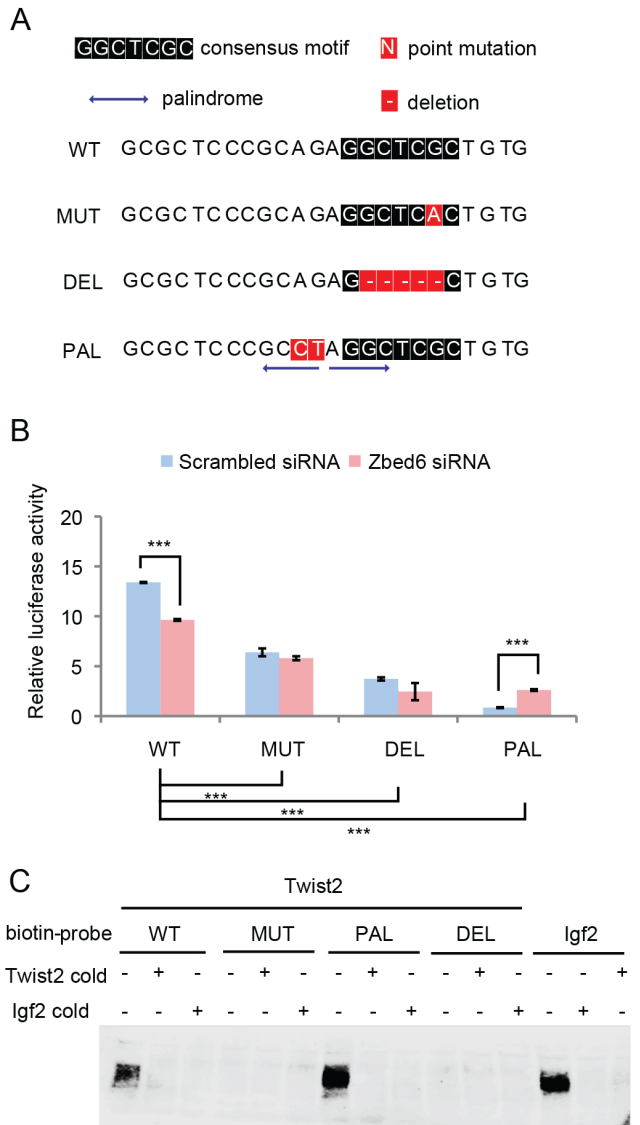 A
GGCTCGC consensus motif N point mutation
palindrome - deletion
WT GCGCTCCCGCAGAGGCTCGCTGTG
MUT GCGCTCCCGCAGAGGCTCACTGTG
DEL GCGCTCCCGCAGAG-----CTGTG
PAL GCGCTCCCGCCTAGGCTCGCTGTG
B
Scrambled siRNA Zbed6 siRNA
Relative luciferase activity
20
15
10
5
0
***
***
WT MUT DEL PAL
***
***
***
C
Twist2
biotin-probe WT MUT PAL DEL Igf2
Twist2 cold - + - - + - - + - - + - - - +
Igf2 cold - - + - - + - - + - - + - + -